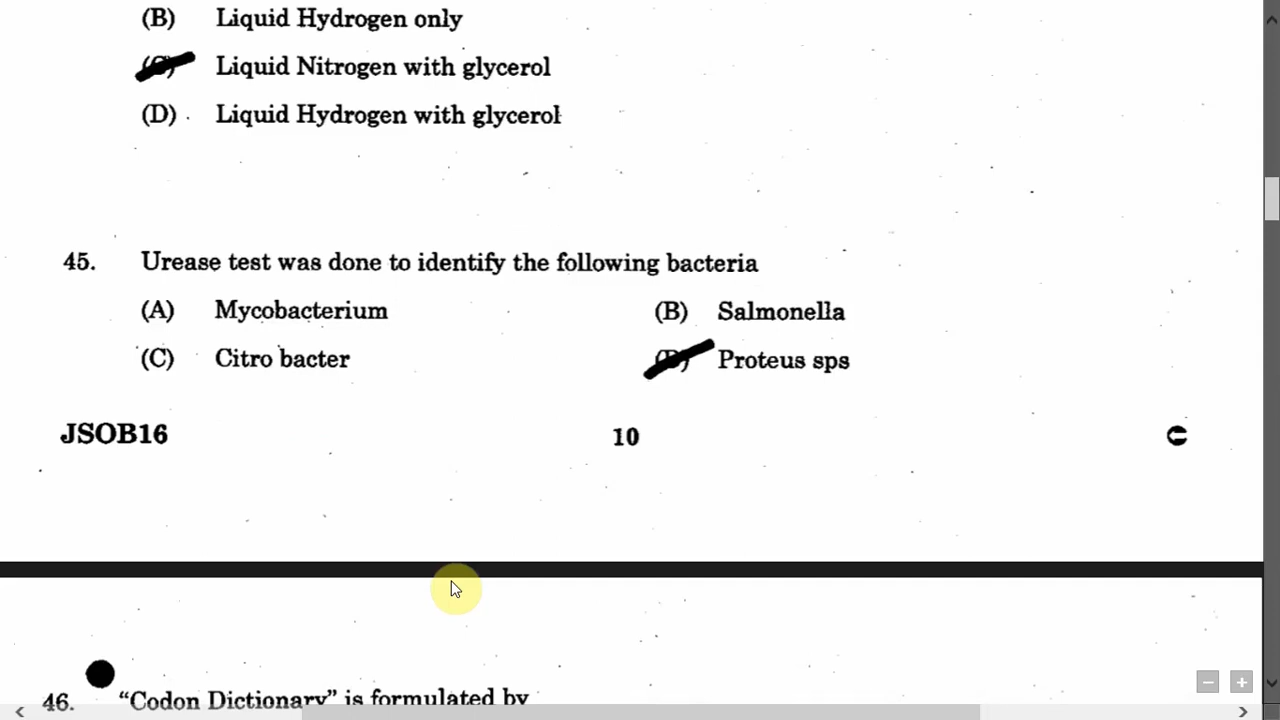 (B) Liquid Hydrogen only
(C) Liquid Nitrogen with glycerol
(D) Liquid Hydrogen with glycerol
45. Urease test was done to identify the following bacteria
(A) Mycobacterium (B) Salmonella
(C) Citro bacter (D) Proteus sps
JSOB16 10
46. “Codon Dictionary” is formulated by